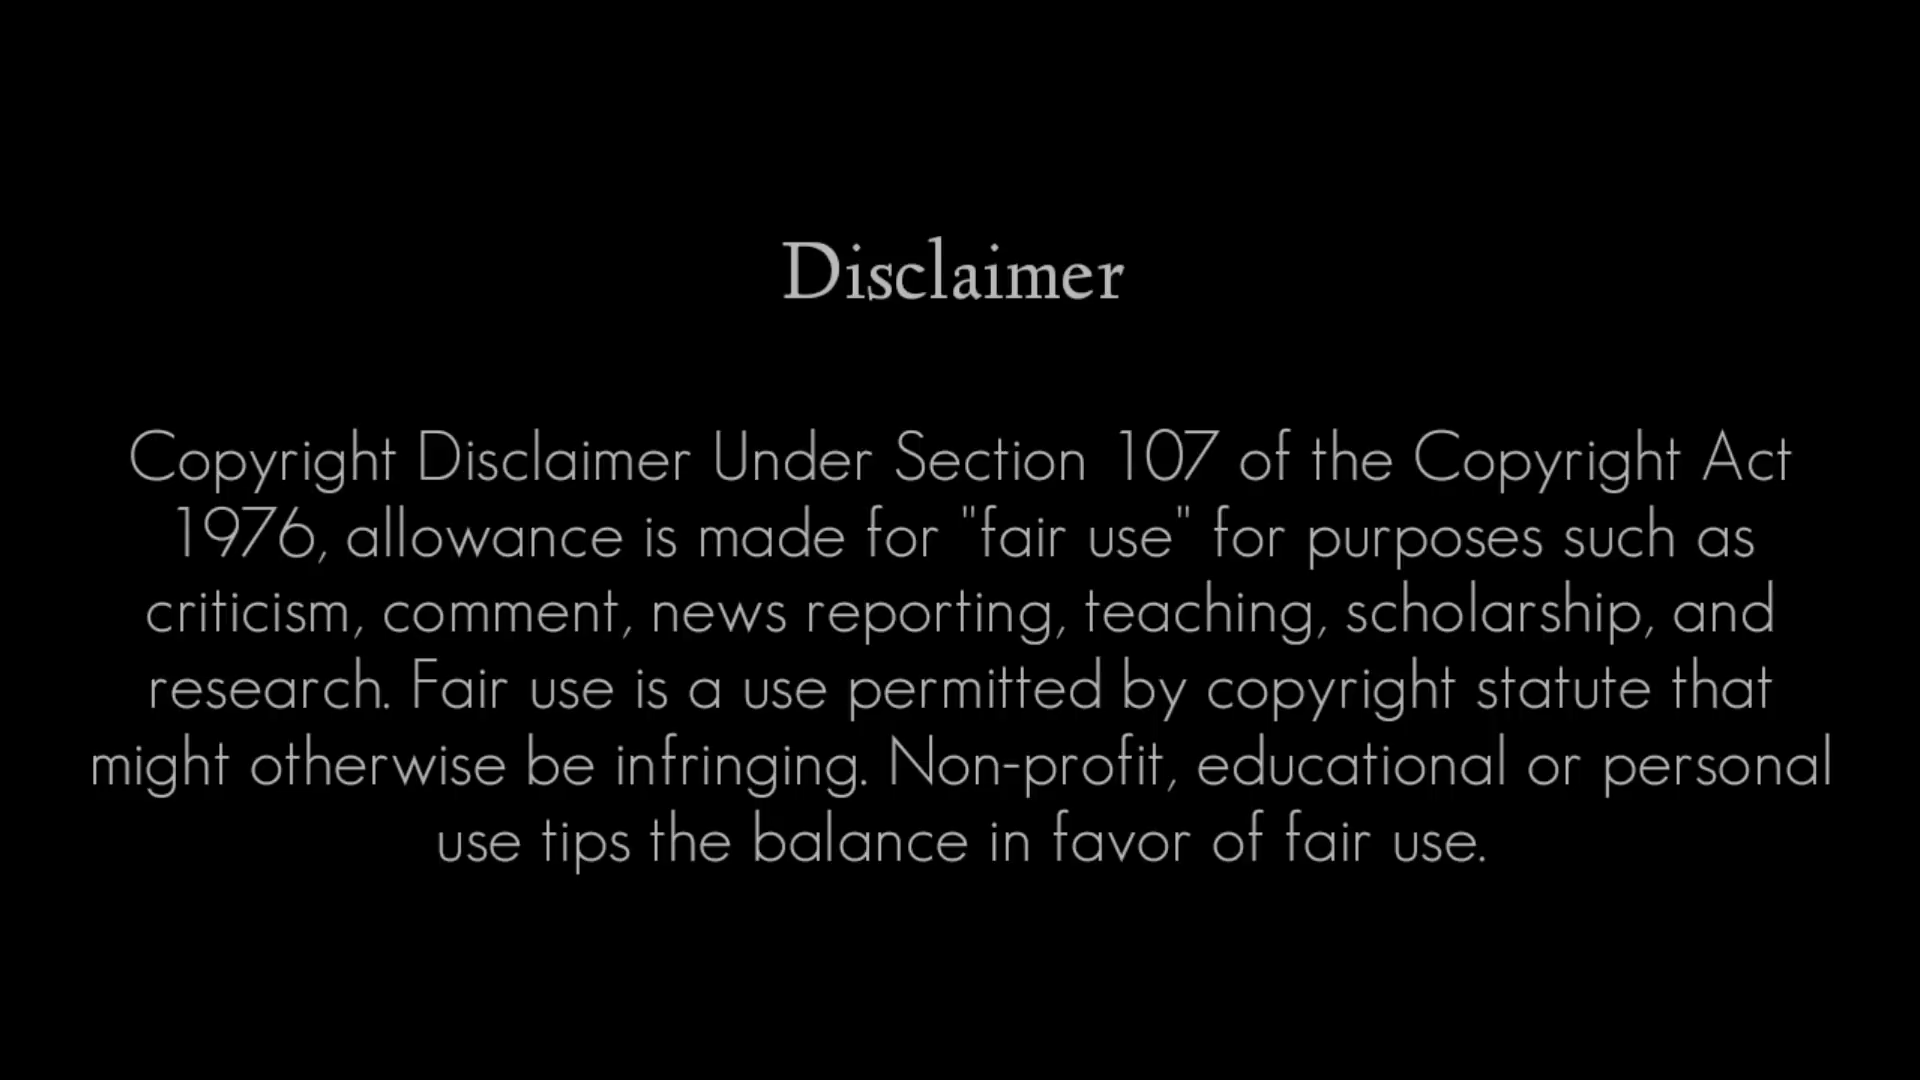 Disclaimer
Copyright Disclaimer Under Section 107 of the Copyright Act
1976, allowance is made for "fair use" for purposes such as
criticism, comment, news reporting, teaching, scholarship, and
research. Fair use is a use permitted by copyright statute that
might otherwise be infringing. Non-profit, educational or personal
use tips the balance in favor of fair use.